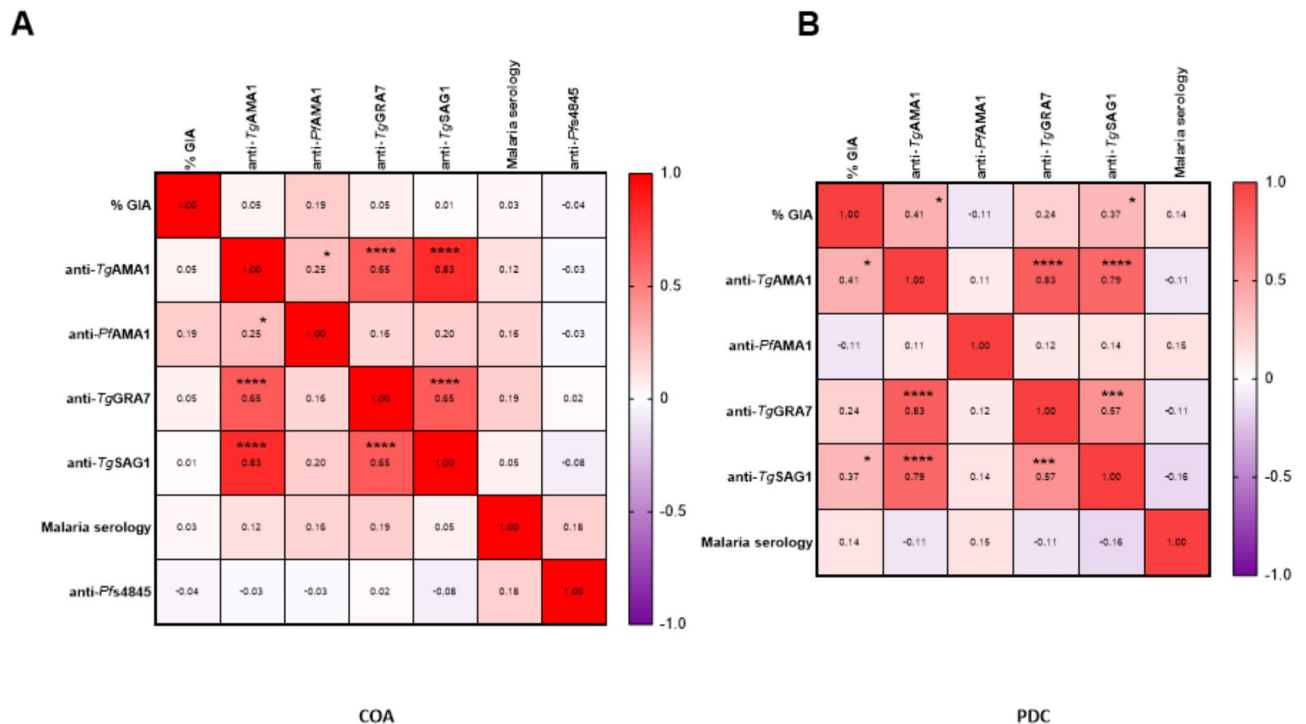 A
B
% GIA
anti-TgAMA1
anti-PfAMA1
anti-TgGRA7
anti-TgSAG1
Malaria serology
anti-Pfs4845
% GIA 1.00 0.05 0.19 0.05 0.01 0.03 -0.04
anti-TgAMA1 0.05 1.00 * 0.25 **** 0.65 **** 0.83 0.12 -0.03
anti-PfAMA1 0.19 * 0.25 1.00 0.16 0.20 0.16 -0.03
anti-TgGRA7 0.05 **** 0.65 0.16 1.00 **** 0.65 0.19 0.02
anti-TgSAG1 0.01 **** 0.83 0.20 **** 0.65 1.00 0.05 -0.08
Malaria serology 0.03 0.12 0.16 0.19 0.05 1.00 0.18
anti-Pfs4845 -0.04 -0.03 -0.03 0.02 -0.08 0.18 1.00
1.0
0.5
0
-0.5
-1.0
COA
% GIA
anti-TgAMA1
anti-PfAMA1
anti-TgGRA7
anti-TgSAG1
Malaria serology
% GIA 1.00 * 0.41 -0.11 0.24 * 0.37 0.14
anti-TgAMA1 * 0.41 1.00 0.11 **** 0.83 **** 0.79 -0.11
anti-PfAMA1 -0.11 0.11 1.00 0.12 0.14 0.15
anti-TgGRA7 0.24 **** 0.83 0.12 1.00 *** 0.57 -0.11
anti-TgSAG1 * 0.37 **** 0.79 0.14 *** 0.57 1.00 -0.16
Malaria serology 0.14 -0.11 0.15 -0.11 -0.16 1.00
1.0
0.5
0
-0.5
-1.0
PDC